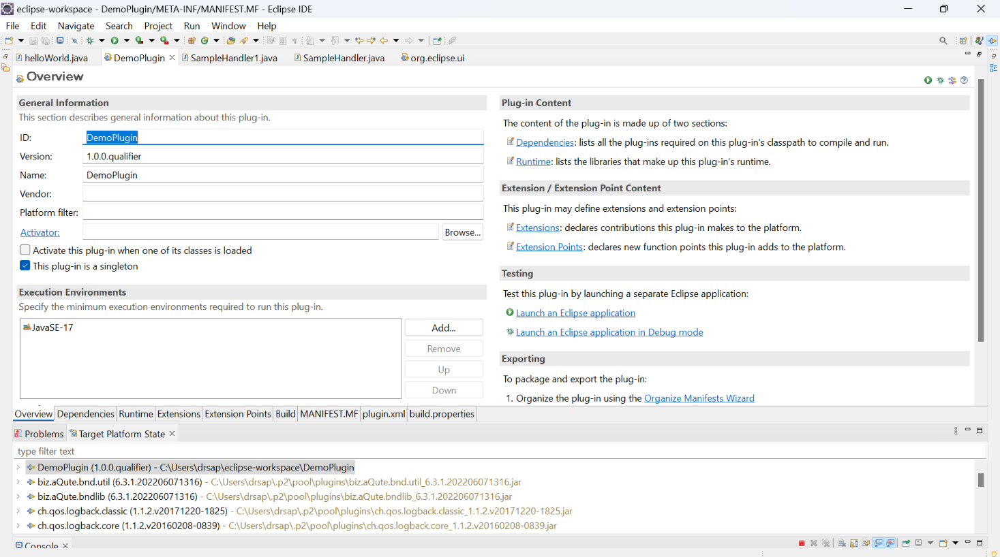 eclipse-workspace - DemoPlugin/META-INF/MANIFEST.MF - Eclipse IDE
File Edit Navigate Search Project Run Window Help
helloWorld.java DemoPlugin SampleHandler1.java SampleHandler.java org.eclipse.ui
Overview
General Information
This section describes general information about this plug-in.
ID: DemoPlugin
Version: 1.0.0.qualifier
Name: DemoPlugin
Vendor:
Platform filter:
Activator: Browse...
Activate this plug-in when one of its classes is loaded
This plug-in is a singleton
Execution Environments
Specify the minimum execution environments required to run this plug-in.
JavaSE-17
Add...
Remove
Up
Down
Plug-in Content
The content of the plug-in is made up of two sections:
Dependencies: lists all the plug-ins required on this plug-in's classpath to compile and run.
Runtime: lists the libraries that make up this plug-in's runtime.
Extension / Extension Point Content
This plug-in may define extensions and extension points:
Extensions: declares contributions this plug-in makes to the platform.
Extension Points: declares new function points this plug-in adds to the platform.
Testing
Test this plug-in by launching a separate Eclipse application:
Launch an Eclipse application
Launch an Eclipse application in Debug mode
Exporting
To package and export the plug-in:
1. Organize the plug-in using the Organize Manifests Wizard
Overview Dependencies Runtime Extensions Extension Points Build MANIFEST.MF plugin.xml build.properties
Problems Target Platform State
type filter text
DemoPlugin (1.0.0.qualifier) - C:\Users\drsap\eclipse-workspace\DemoPlugin
biz.aQute.bnd.util (6.3.1.202206071316) - C:\Users\drsap\.p2\pool\plugins\biz.aQute.bnd.util_6.3.1.202206071316.jar
biz.aQute.bndlib (6.3.1.202206071316) - C:\Users\drsap\.p2\pool\plugins\biz.aQute.bndlib_6.3.1.202206071316.jar
ch.qos.logback.classic (1.1.2.v20171220-1825) - C:\Users\drsap\.p2\pool\plugins\ch.qos.logback.classic_1.1.2.v20171220-1825.jar
ch.qos.logback.core (1.1.2.v20160208-0839) - C:\Users\drsap\.p2\pool\plugins\ch.qos.logback.core_1.1.2.v20160208-0839.jar
Console